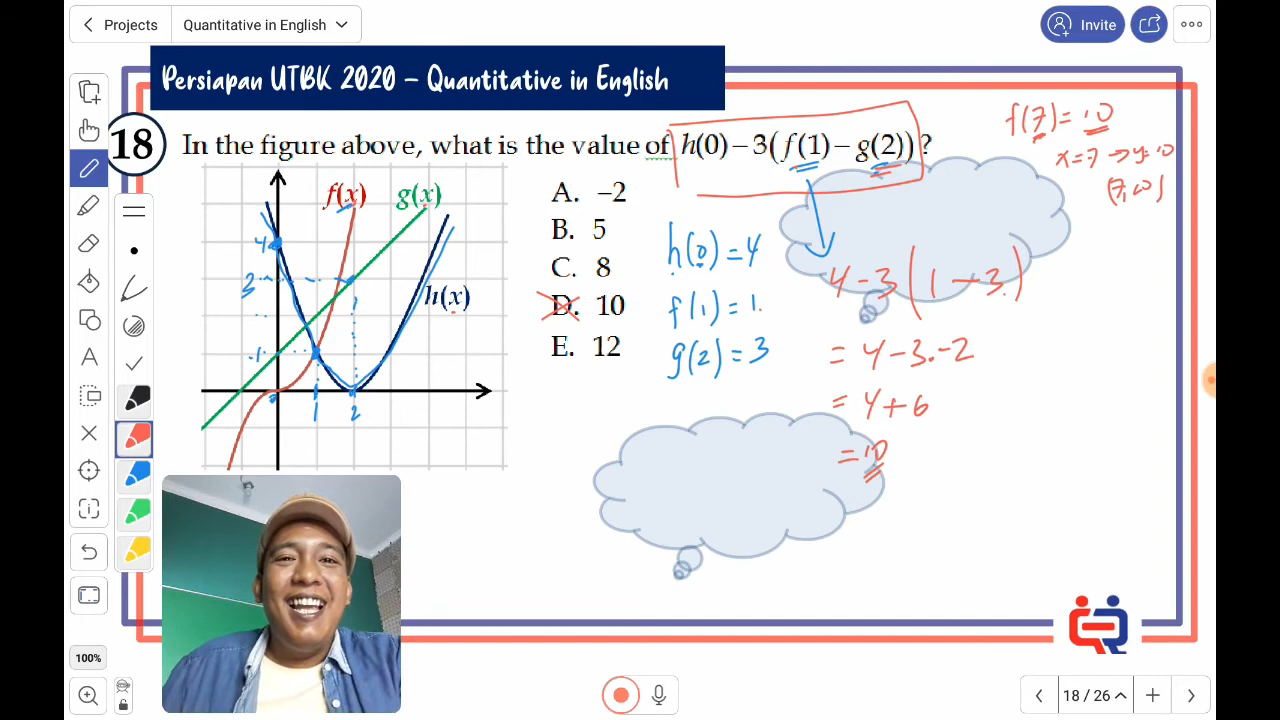 Projects
Quantitative in English
Invite
Persiapan UTBK 2020 – Quantitative in English
18 In the figure above, what is the value of h(0) – 3(f(1) – g(2)) ?
f(7) = 10
x=7 → y=10
(7,10)
f(x)
g(x)
h(x)
4
3
1
1
2
A. –2
B. 5
C. 8
D. 10
E. 12
h(0) = 4
f(1) = 1
g(2) = 3
4 – 3 (1 – 3)
= 4 – 3 . –2
= 4 + 6
= 10
100%
18 / 26